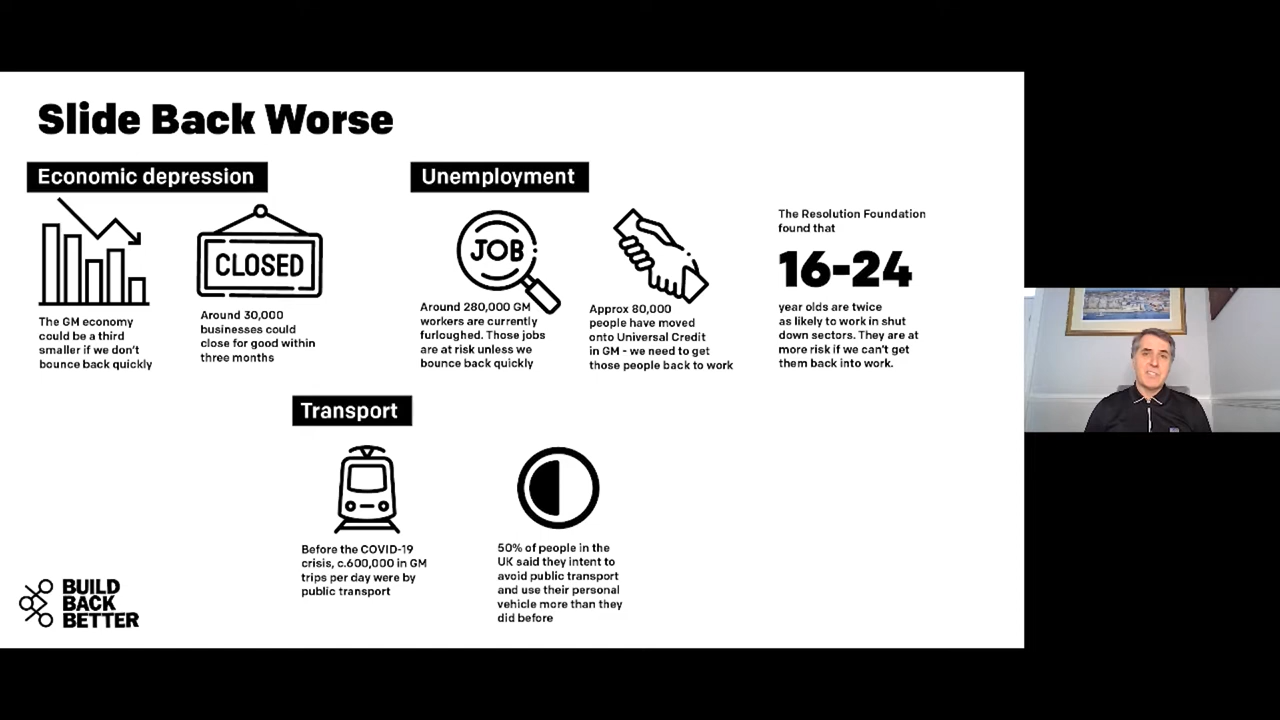 Slide Back Worse
Economic depression
CLOSED
The GM economy
could be a third
smaller if we don't
bounce back quickly
Around 30,000
businesses could
close for good within
three months
Unemployment
JOB
Around 280,000 GM
workers are currently
furloughed. Those jobs
are at risk unless we
bounce back quickly
Approx 80,000
people have moved
onto Universal Credit
in GM - we need to get
those people back to work
The Resolution Foundation
found that
16-24
year olds are twice
as likely to work in shut
down sectors. They are at
more risk if we can't get
them back into work.
Transport
Before the COVID-19
crisis, c.600,000 in GM
trips per day were by
public transport
50% of people in the
UK said they intent to
avoid public transport
and use their personal
vehicle more than they
did before
BUILD
BACK
BETTER